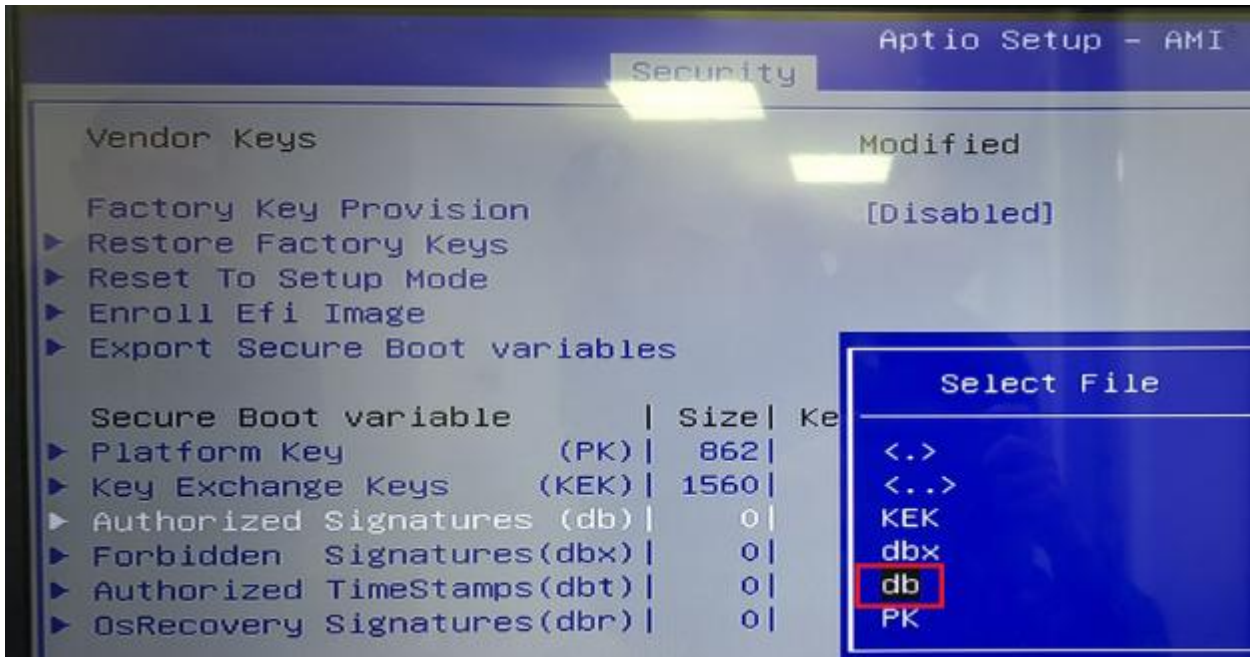 Aptio Setup – AMI
Security
Vendor Keys Modified
Factory Key Provision [Disabled]
Restore Factory Keys
Reset To Setup Mode
Enroll Efi Image
Export Secure Boot variables
Secure Boot variable | Size| Ke
Platform Key (PK)| 862|
Key Exchange Keys (KEK)| 1560|
Authorized Signatures (db)| 0|
Forbidden Signatures(dbx)| 0|
Authorized TimeStamps(dbt)| 0|
OsRecovery Signatures(dbr)| 0|
Select File
<.>
<..>
KEK
dbx
db
PK